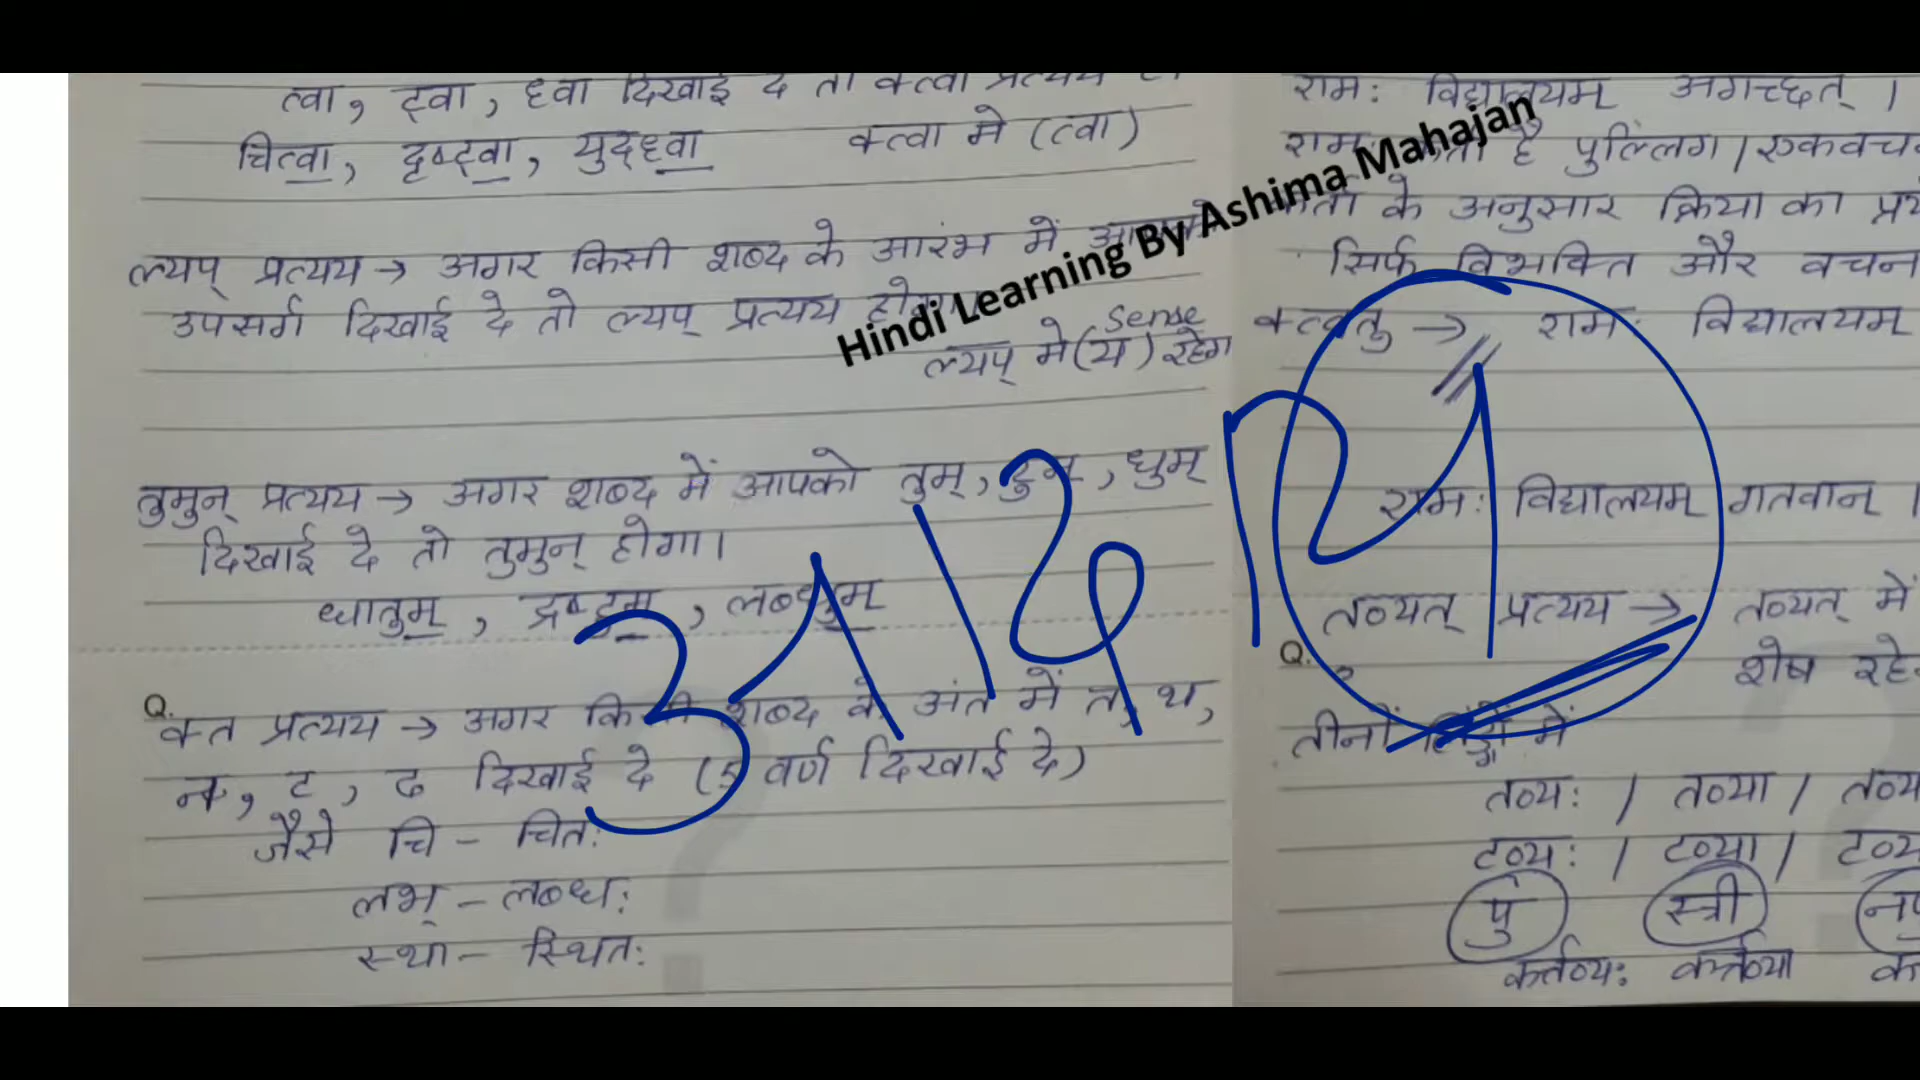 त्वा, ट्वा, ध्वा दिखाई दे तो क्त्वा प्रत्यय
चित्वा, दृष्ट्वा, युद्ध्वा क्त्वा मे (त्वा)
ल्यप् प्रत्यय → अगर किसी शब्द के आरंभ में
उपसर्ग दिखाई दे तो ल्यप् प्रत्यय
sense
ल्यप् मे (य) रहेगा
तुमुन् प्रत्यय → अगर शब्द में आपको तुम्, टुम्, धुम्
दिखाई दे तो तुमुन् होगा।
धातुम्, द्रष्टुम्, लब्धुम्
Q.
क्त प्रत्यय → अगर किसी शब्द के अंत में त, थ,
न, ट, ढ दिखाई दे (5 वर्ण दिखाई दे)
जैसे चि - चितः
लभ् - लब्धः
स्था - स्थितः
Hindi Learning By Ashima Mahajan
रामः विद्यालयम् अगच्छत् ।
राम है पुल्लिंग / एकवच
के अनुसार क्रिया का
सिर्फ विभक्ति और वचन
क्तवतु → रामः विद्यालयम्
रामः विद्यालयम् गतवान् ।
तव्यत् प्रत्यय → तव्यत् में
Q.
शेष रहे
तीनों लिंगों में
तव्यः / तव्या / तव्य
टव्यः / टव्या / टव्य
पु स्त्री नपु
कर्तव्यः कर्तव्या क